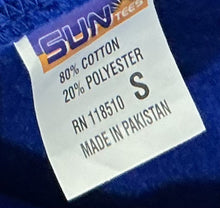 SUN
TEES
80% COTTON
20% POLYESTER
S
RN 118510
MADE IN PAKISTAN